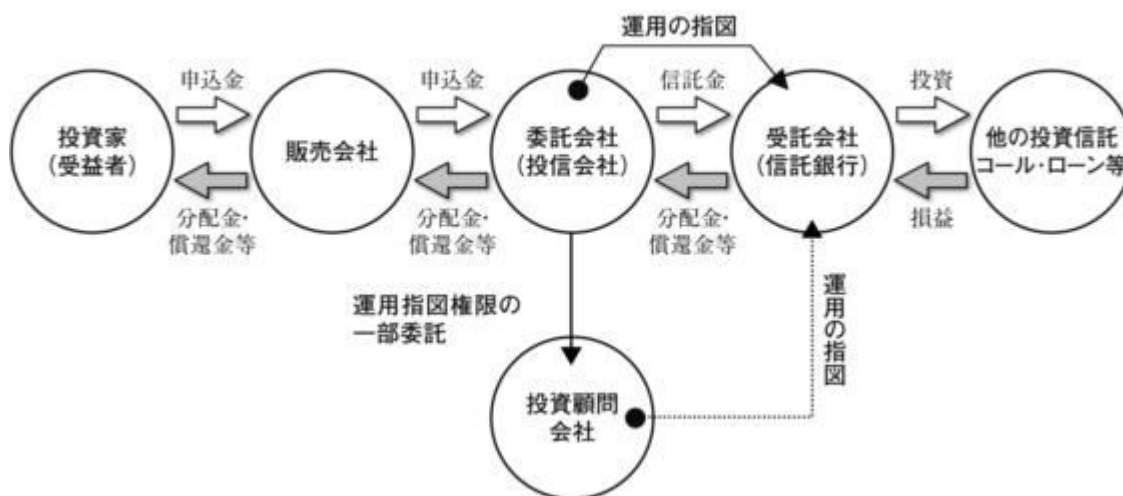 運用の指図
申込金
申込金
信託金
投資
投資家
(受益者)
販売会社
委託会社
(投信会社)
受託会社
(信託銀行)
他の投資信託
コール・ローン等
分配金・
償還金等
分配金・
償還金等
分配金・
償還金等
損益
運用指図権限の
一部委託
運用の指図
投資顧問
会社